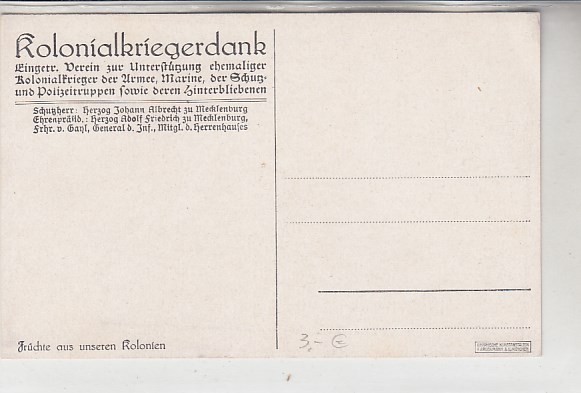 Kolonialkriegerdank
Eingetr. Verein zur Unterstützung ehemaliger
Kolonialkrieger der Armee, Marine, der Schutz-
und Polizeitruppen sowie deren Hinterbliebenen
Schutzherr: Herzog Johann Albrecht zu Mecklenburg
Ehrenpräsid.: Herzog Adolf Friedrich zu Mecklenburg,
Frhr. v. Gayl, General d. Inf., Mitgl. d. Herrenhauses
Früchte aus unseren Kolonien
3,- €